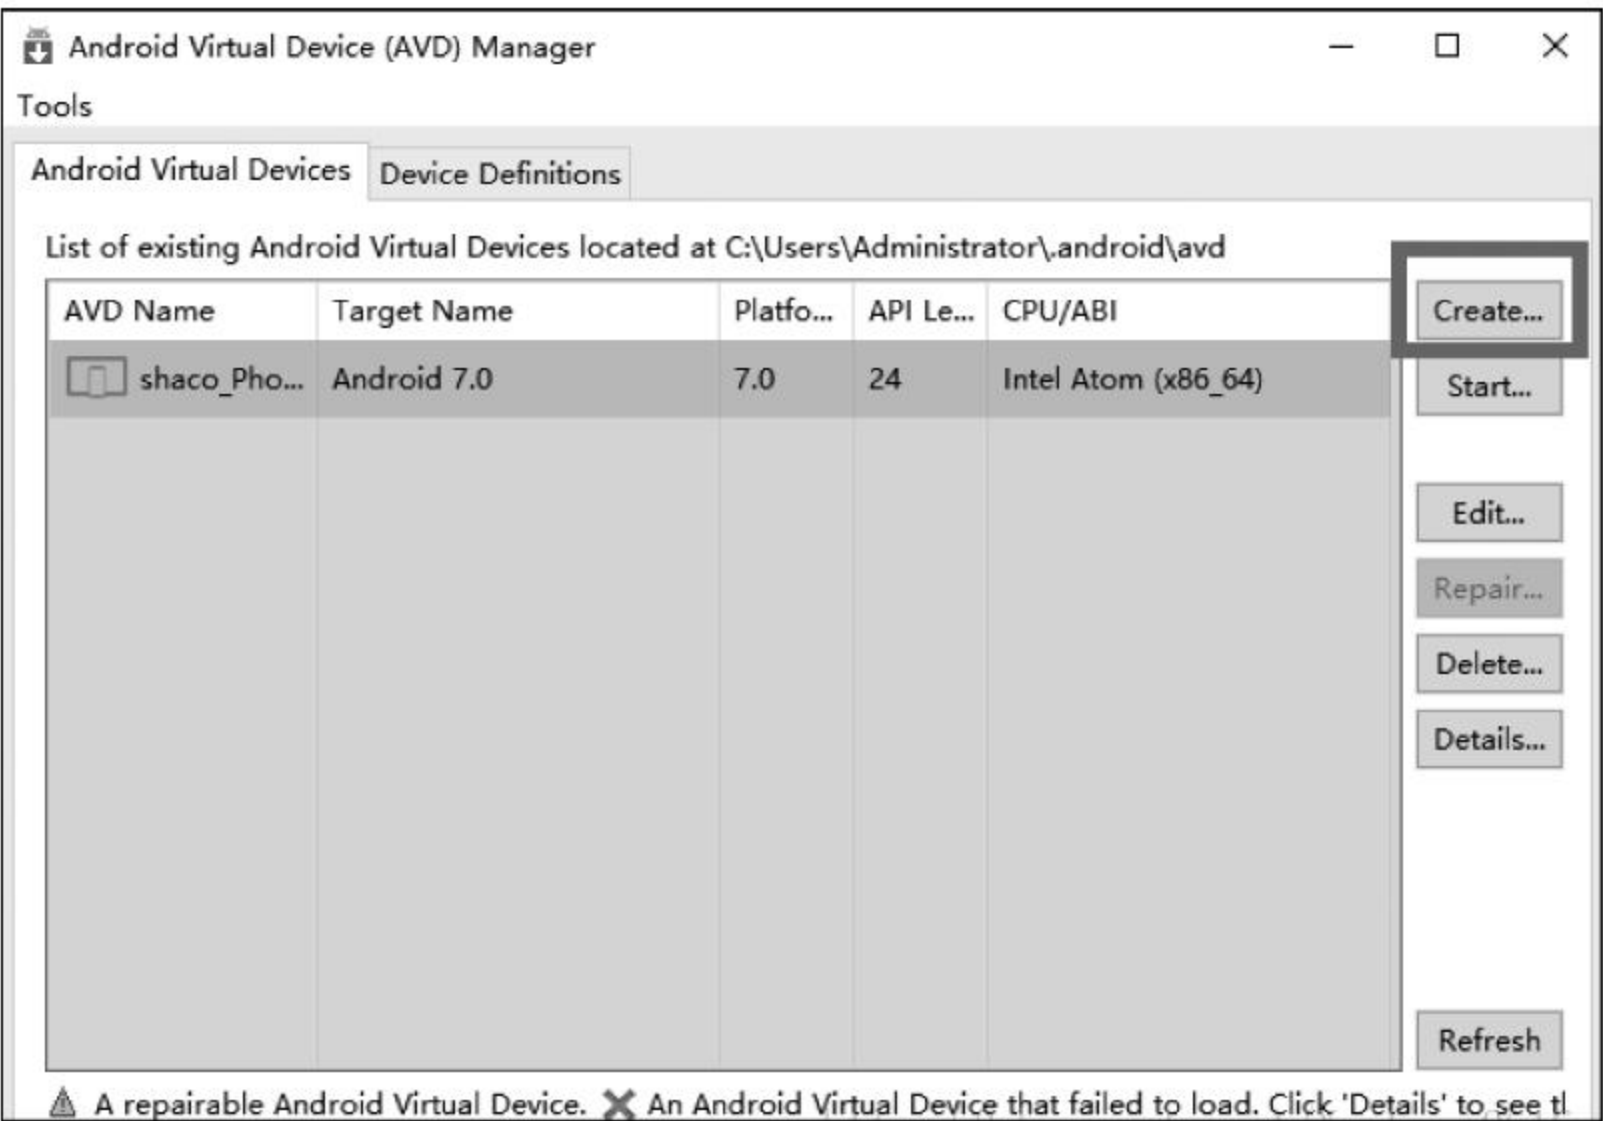 Android Virtual Device (AVD) Manager
Tools
Android Virtual Devices Device Definitions
List of existing Android Virtual Devices located at C:\Users\Administrator\.android\avd
AVD Name Target Name Platfo... API Le... CPU/ABI Create...
shaco_Pho... Android 7.0 7.0 24 Intel Atom (x86_64) Start...
Edit...
Repair...
Delete...
Details...
Refresh
A repairable Android Virtual Device. An Android Virtual Device that failed to load. Click 'Details' to see